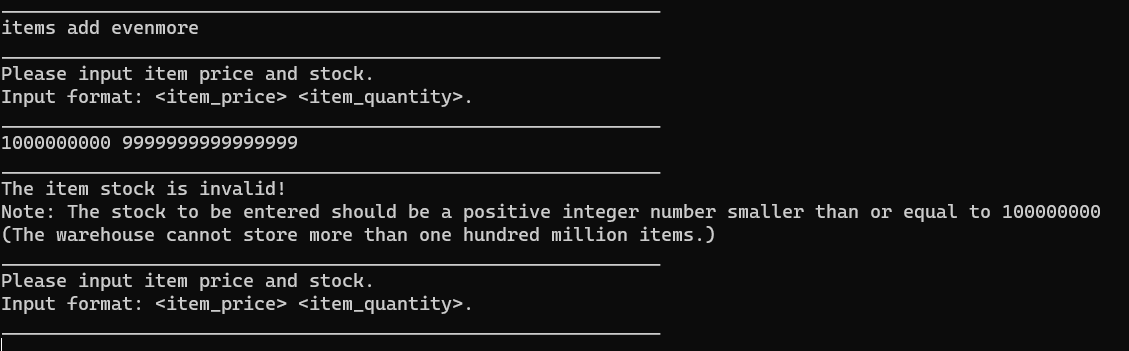 items add evenmore
Please input item price and stock.
Input format: <item_price> <item_quantity>.
1000000000 9999999999999999
The item stock is invalid!
Note: The stock to be entered should be a positive integer number smaller than or equal to 100000000
(The warehouse cannot store more than one hundred million items.)
Please input item price and stock.
Input format: <item_price> <item_quantity>.